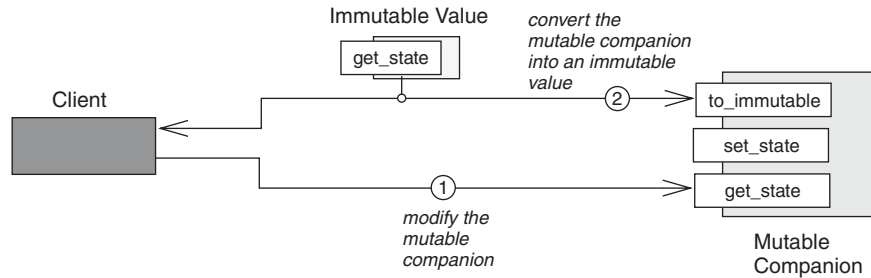 Immutable Value
get_state
convert the
mutable companion
into an immutable
value
Client
2
to_immutable
set_state
1
get_state
modify the
mutable
companion
Mutable
Companion